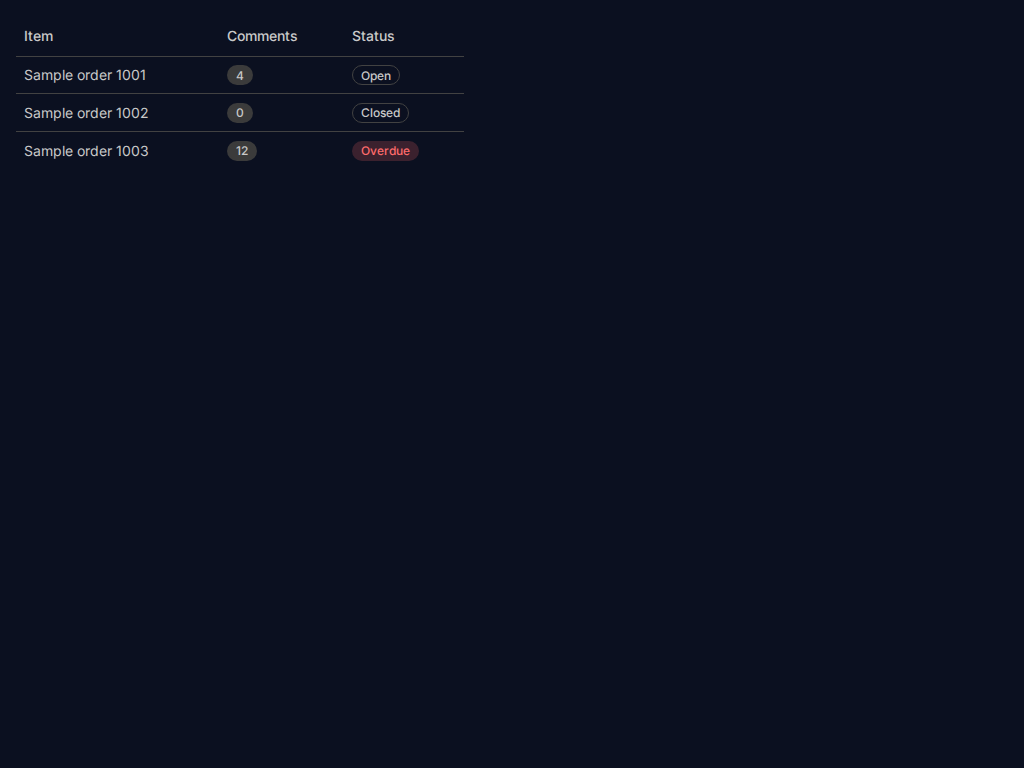 Item Comments Status
Sample order 1001 4 Open
Sample order 1002 0 Closed
Sample order 1003 12 Overdue